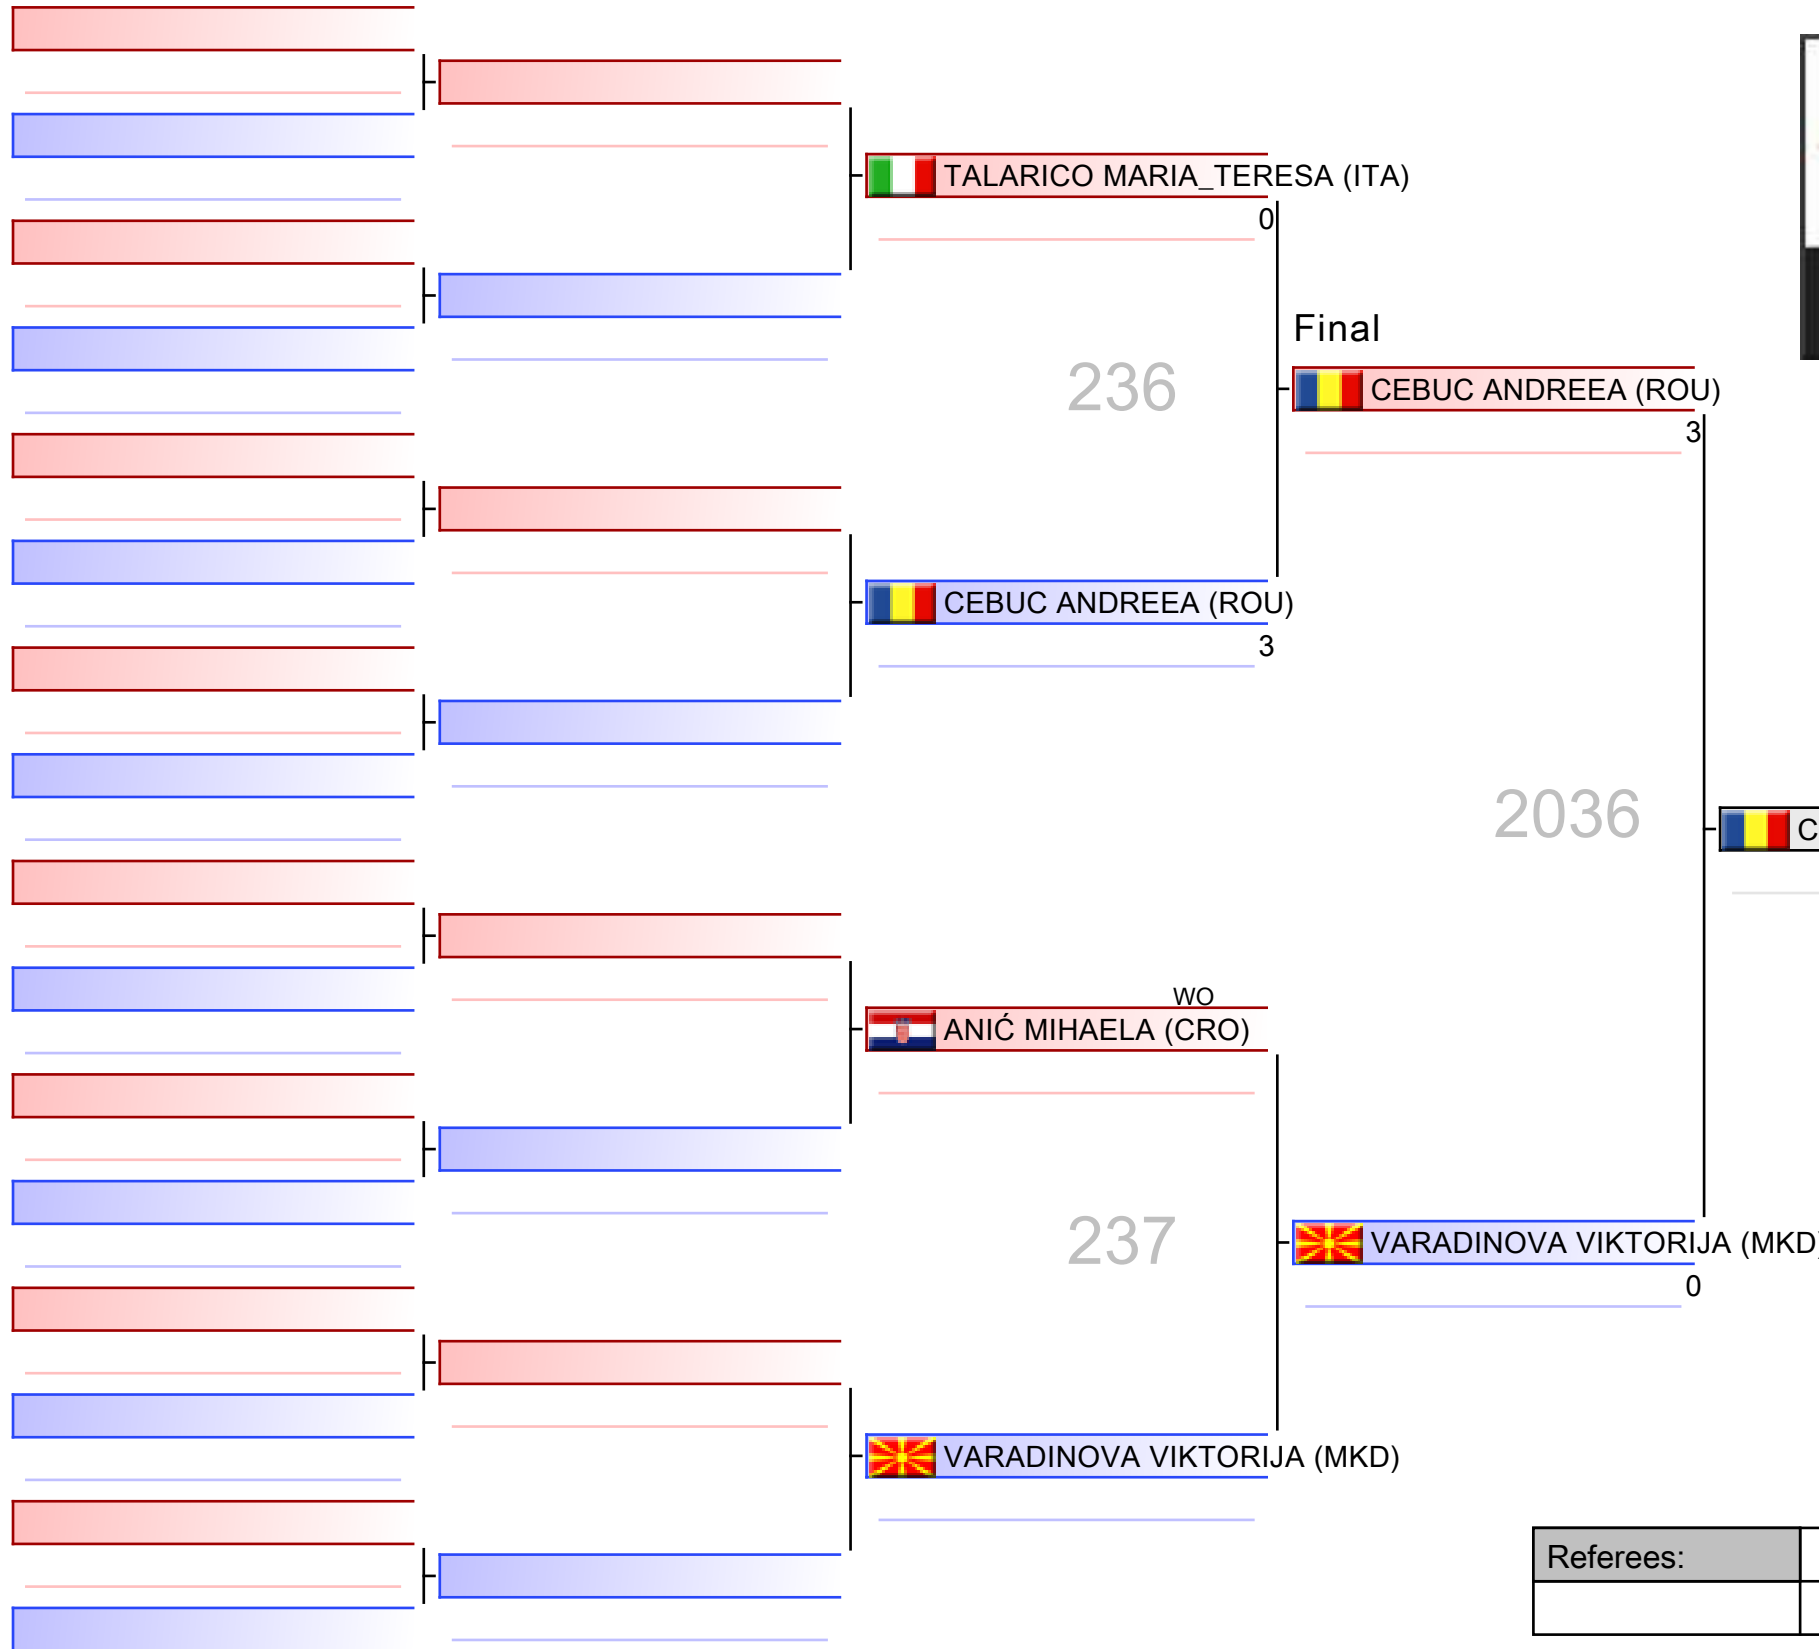 TALARICO MARIA_TERESA (ITA)
0
Final
236
CEBUC ANDREEA (ROU)
3
CEBUC ANDREEA (ROU)
3
2036
C
WO
ANIĆ MIHAELA (CRO)
237
VARADINOVA VIKTORIJA (MKD)
0
VARADINOVA VIKTORIJA (MKD)
Referees: